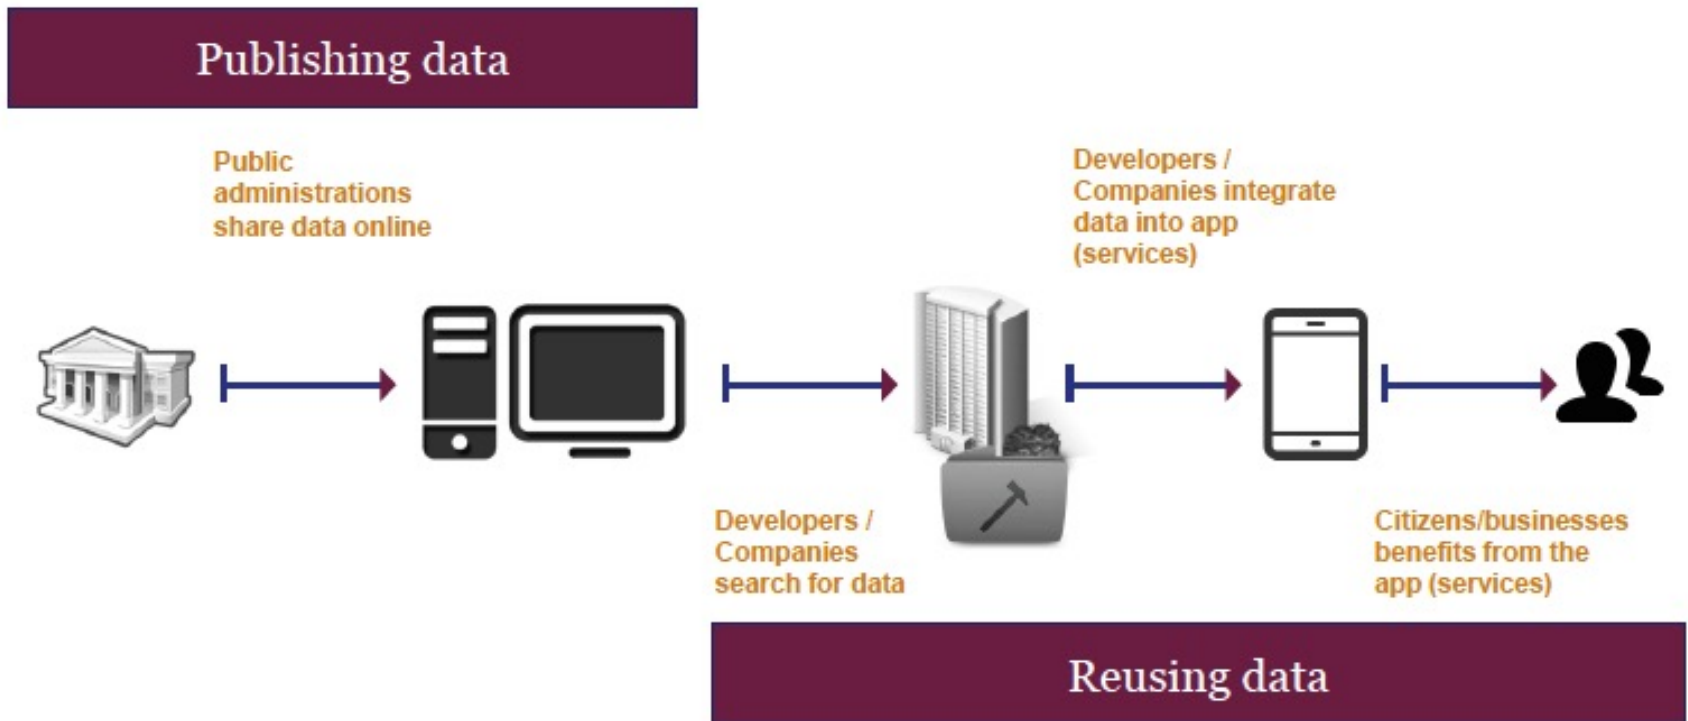 Publishing data
Public
administrations
share data online
Developers /
Companies integrate
data into app
(services)
Developers /
Companies
search for data
Citizens/businesses
benefits from the
app (services)
Reusing data